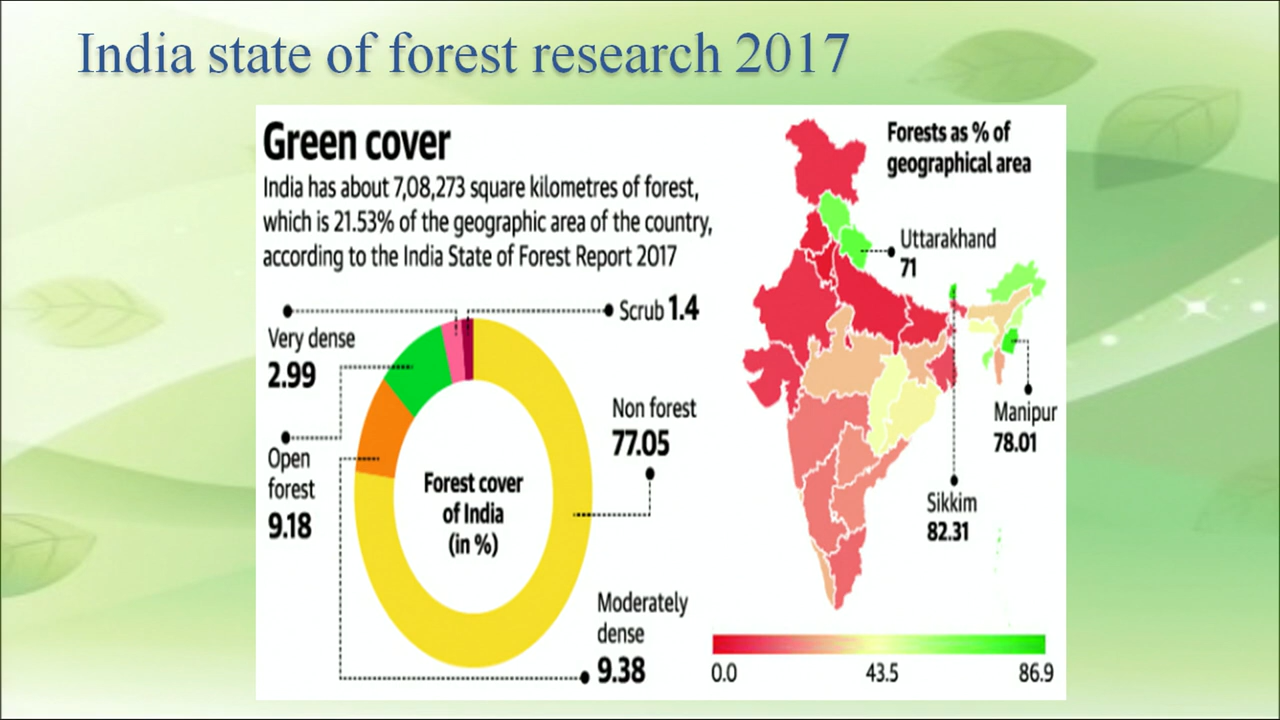 India state of forest research 2017
Green cover
India has about 7,08,273 square kilometres of forest,
which is 21.53% of the geographic area of the country,
according to the India State of Forest Report 2017
Scrub 1.4
Very dense
2.99
Non forest
77.05
Open
forest
9.18
Forest cover
of India
(in %)
Moderately
dense
9.38
Forests as % of
geographical area
Uttarakhand
71
Manipur
78.01
Sikkim
82.31
0.0 43.5 86.9